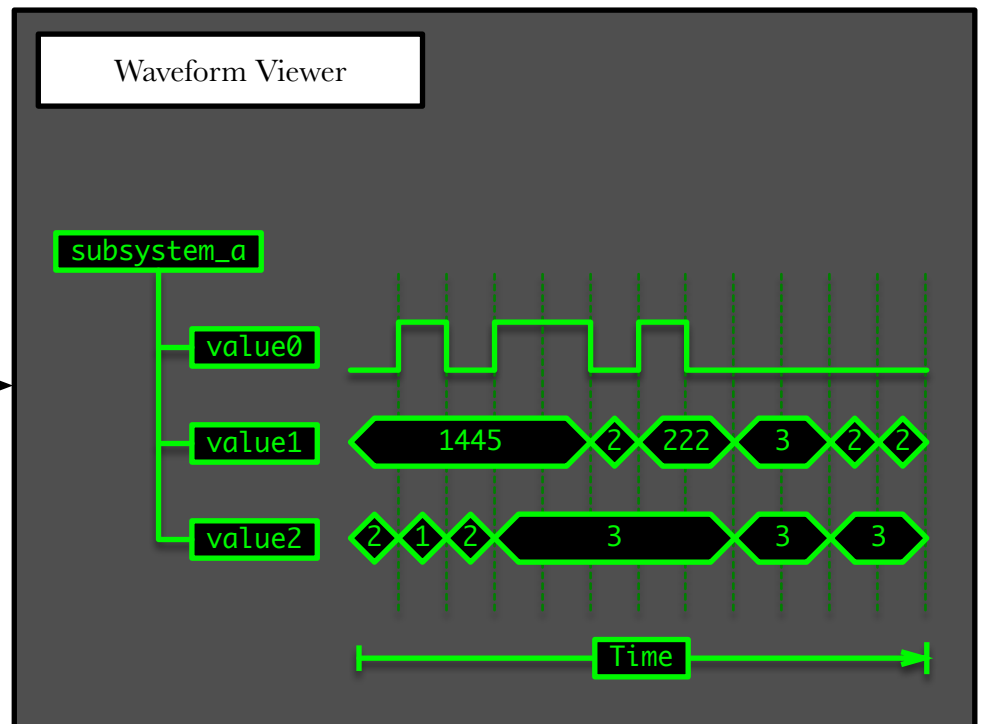 Waveform Viewer
subsystem_a
value0
value1 1445 2 222 3 2 2
value2 2 1 2 3 3 3
Time